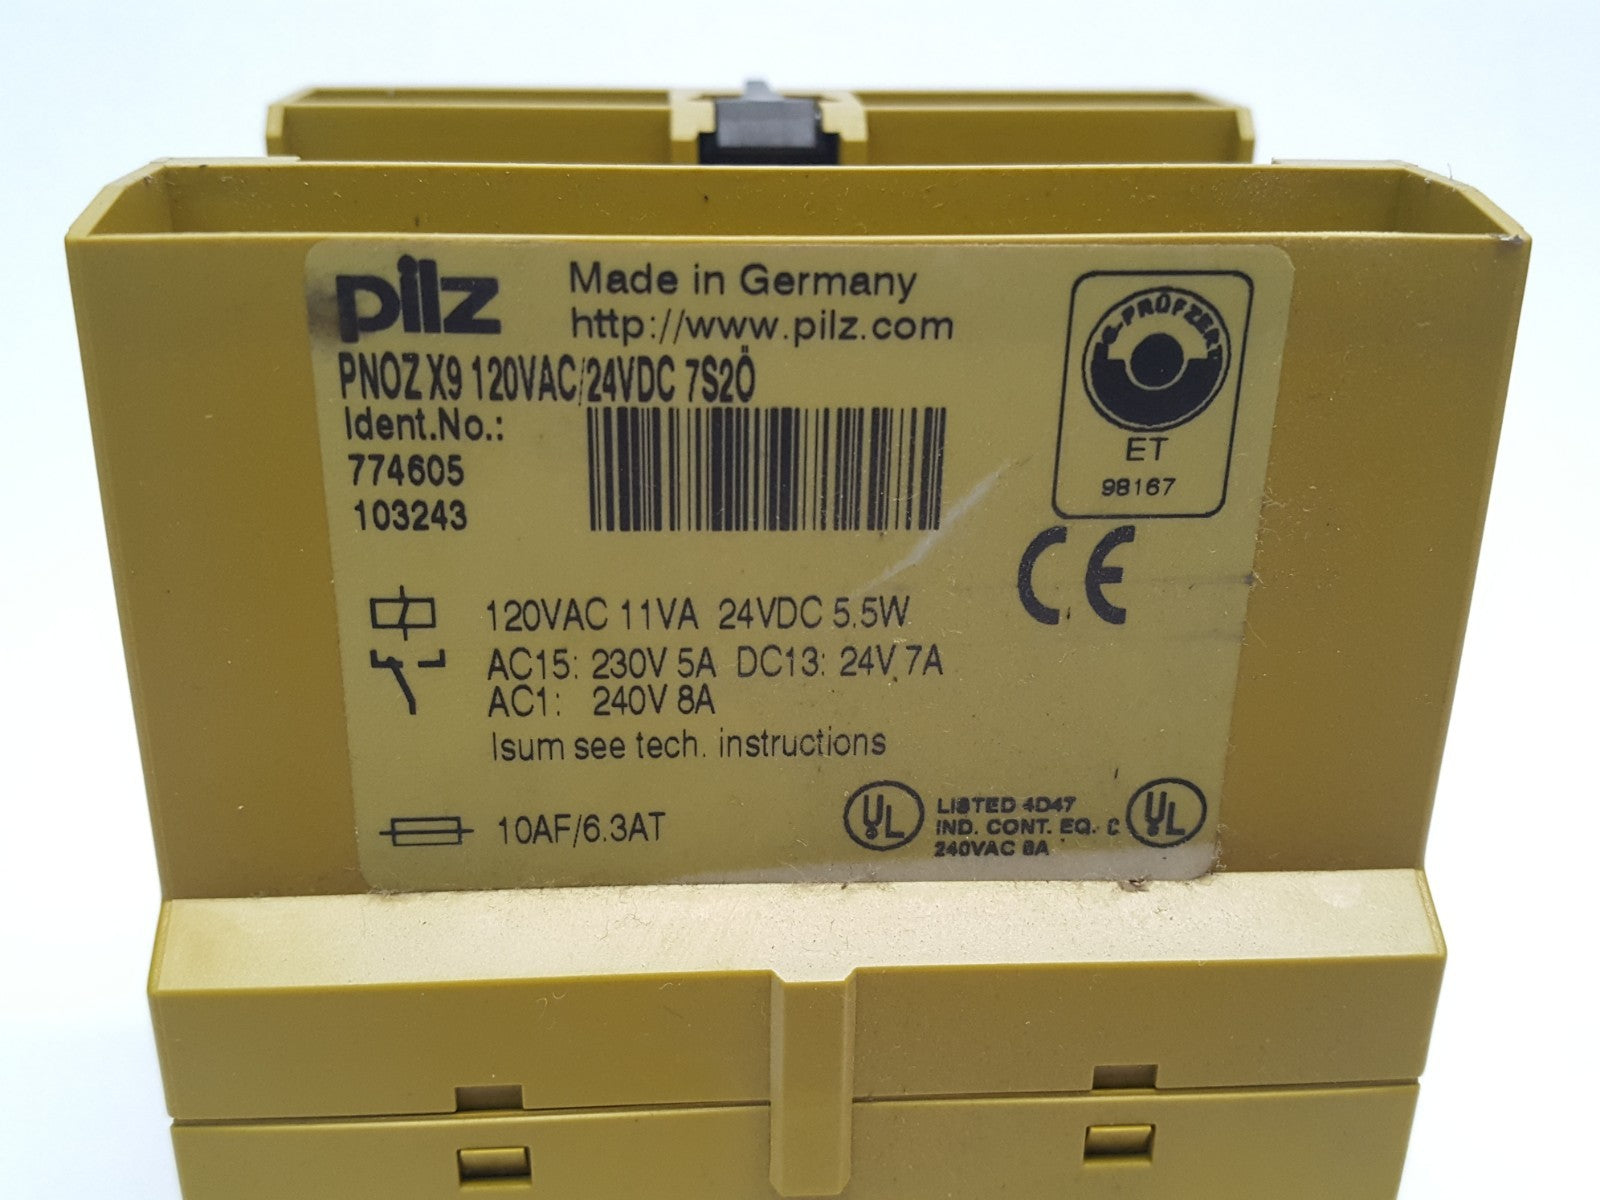 pilz
Made in Germany
http://www.pilz.com
PNOZ X9 120VAC/24VDC 7S2Ö
Ident.No.:
774605
103243
BG-PRÜFZERT
ET
98167
CE
120VAC 11VA 24VDC 5.5W
AC15: 230V 5A DC13: 24V 7A
AC1: 240V 8A
Isum see tech. instructions
10AF/6.3AT
UL
LISTED 4D47
IND. CONT. EQ.
240VAC 8A
C
UL